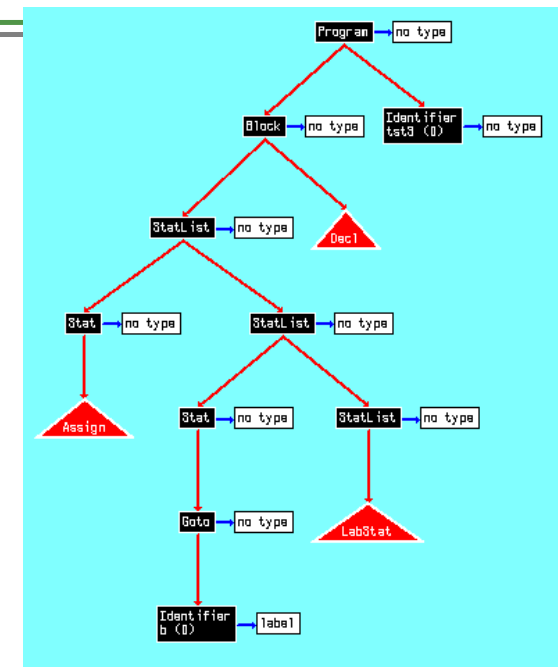 Program no type
Block no type
Identifier
tst3 (0) no type
StatList no type
Decl
Stat no type
StatList no type
Assign
Stat no type
StatList no type
Goto no type
LabStat
Identifier
b (0) label